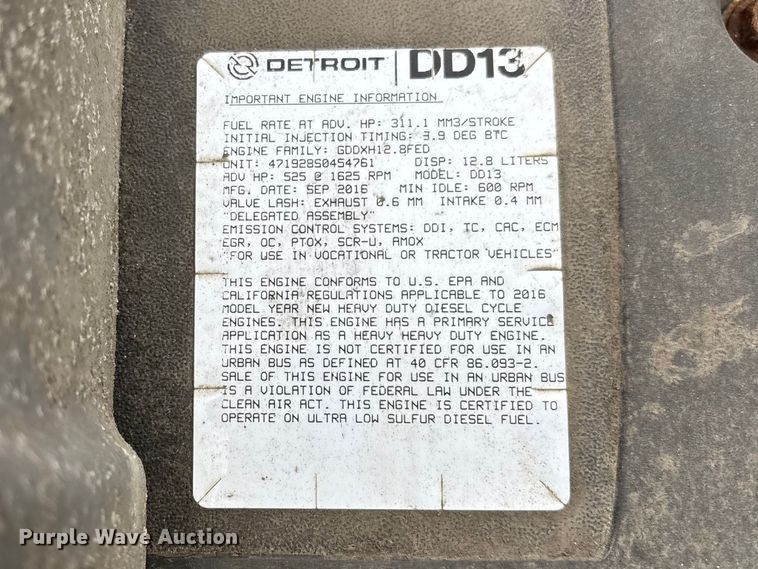 DETROIT | DD13
IMPORTANT ENGINE INFORMATION
FUEL RATE AT ADV. HP: 311.1 MM3/STROKE
INITIAL INJECTION TIMING: 3.9 DEG BTC
ENGINE FAMILY: GDDXH12.8FED
UNIT: 471928S0454761 DISP: 12.8 LITERS
ADV HP: 525 @ 1625 RPM MODEL: DD13
MFG. DATE: SEP 2016 MIN IDLE: 600 RPM
VALVE LASH: EXHAUST 0.6 MM INTAKE 0.4 MM
"DELEGATED ASSEMBLY"
EMISSION CONTROL SYSTEMS: DDI, TC, CAC, ECM
EGR, OC, PTOX, SCR-U, AMOX
"FOR USE IN VOCATIONAL OR TRACTOR VEHICLES"
THIS ENGINE CONFORMS TO U.S. EPA AND
CALIFORNIA REGULATIONS APPLICABLE TO 2016
MODEL YEAR NEW HEAVY DUTY DIESEL CYCLE
ENGINES. THIS ENGINE HAS A PRIMARY SERVICE
APPLICATION AS A HEAVY HEAVY DUTY ENGINE.
THIS ENGINE IS NOT CERTIFIED FOR USE IN AN
URBAN BUS AS DEFINED AT 40 CFR 86.093-2.
SALE OF THIS ENGINE FOR USE IN AN URBAN BUS
IS A VIOLATION OF FEDERAL LAW UNDER THE
CLEAN AIR ACT. THIS ENGINE IS CERTIFIED TO
OPERATE ON ULTRA LOW SULFUR DIESEL FUEL.
Purple Wave Auction
Purple Wave Auction